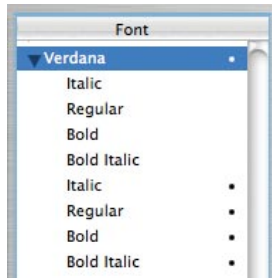 Font
Verdana •
Italic
Regular
Bold
Bold Italic
Italic •
Regular •
Bold •
Bold Italic •